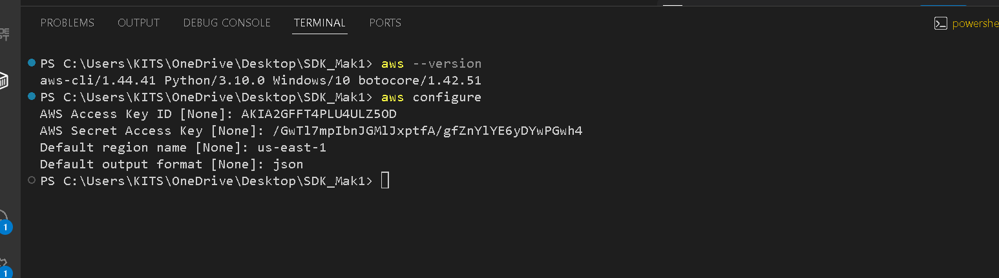 PROBLEMS OUTPUT DEBUG CONSOLE TERMINAL PORTS
PS C:\Users\KITS\OneDrive\Desktop\SDK_Mak1> aws --version
aws-cli/1.44.41 Python/3.10.0 Windows/10 botocore/1.42.51
PS C:\Users\KITS\OneDrive\Desktop\SDK_Mak1> aws configure
AWS Access Key ID [None]: AKIA2GFFT4PLU4ULZ5OD
AWS Secret Access Key [None]: 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
Default region name [None]: us-east-1
Default output format [None]: json
PS C:\Users\KITS\OneDrive\Desktop\SDK_Mak1>
1
1